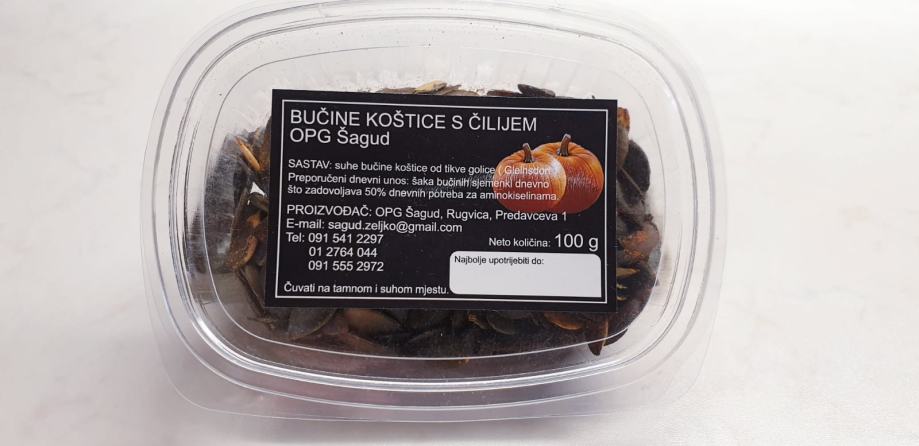 BUČINE KOŠTICE S ČILIJEM
OPG Šagud
SASTAV: suhe bučine koštice od tikve golice ( Gleihsdorf )
Preporučeni dnevni unos: šaka bučinih sjemenki dnevno
što zadovoljava 50% dnevnih potreba za aminokiselinama.
PROIZVOĐAČ: OPG Šagud, Rugvica, Predavceva 1
E-mail: sagud.zeljko@gmail.com
Tel: 091 541 2297
01 2764 044
091 555 2972
Neto količina: 100 g
Najbolje upotrijebiti do:
Čuvati na tamnom i suhom mjestu.